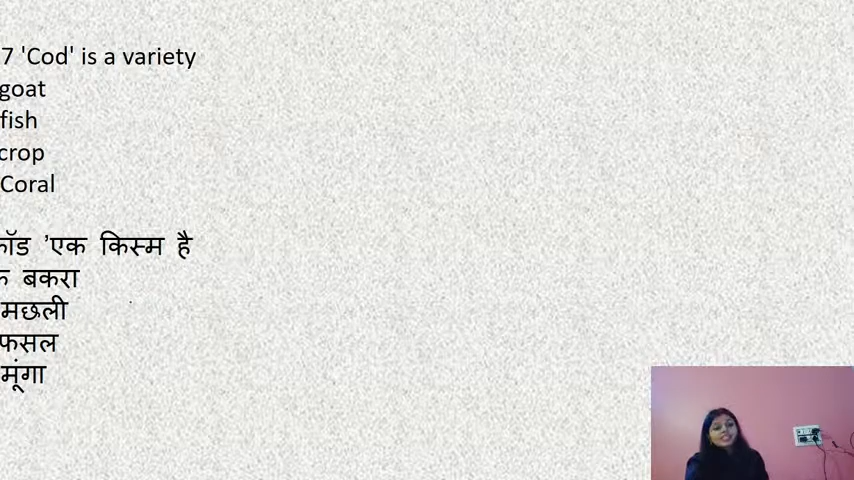 7 'Cod' is a variety
goat
fish
crop
Coral
'एक किस्म है
बकरा
मछली
फसल
मूंगा